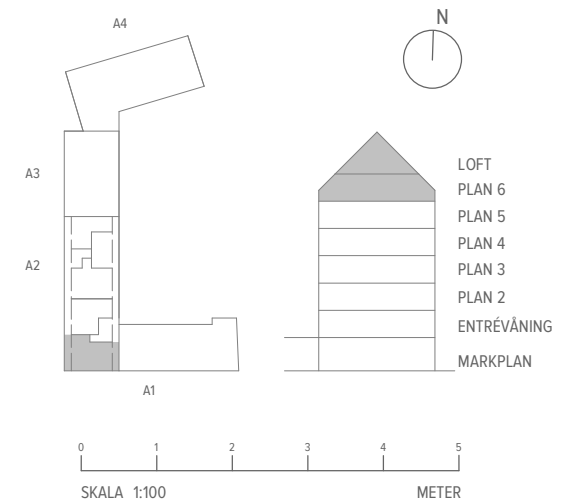 A4
N
A3
A2
A1
LOFT
PLAN 6
PLAN 5
PLAN 4
PLAN 3
PLAN 2
ENTRÉVÅNING
MARKPLAN
0 1 2 3 4 5
SKALA 1:100 METER